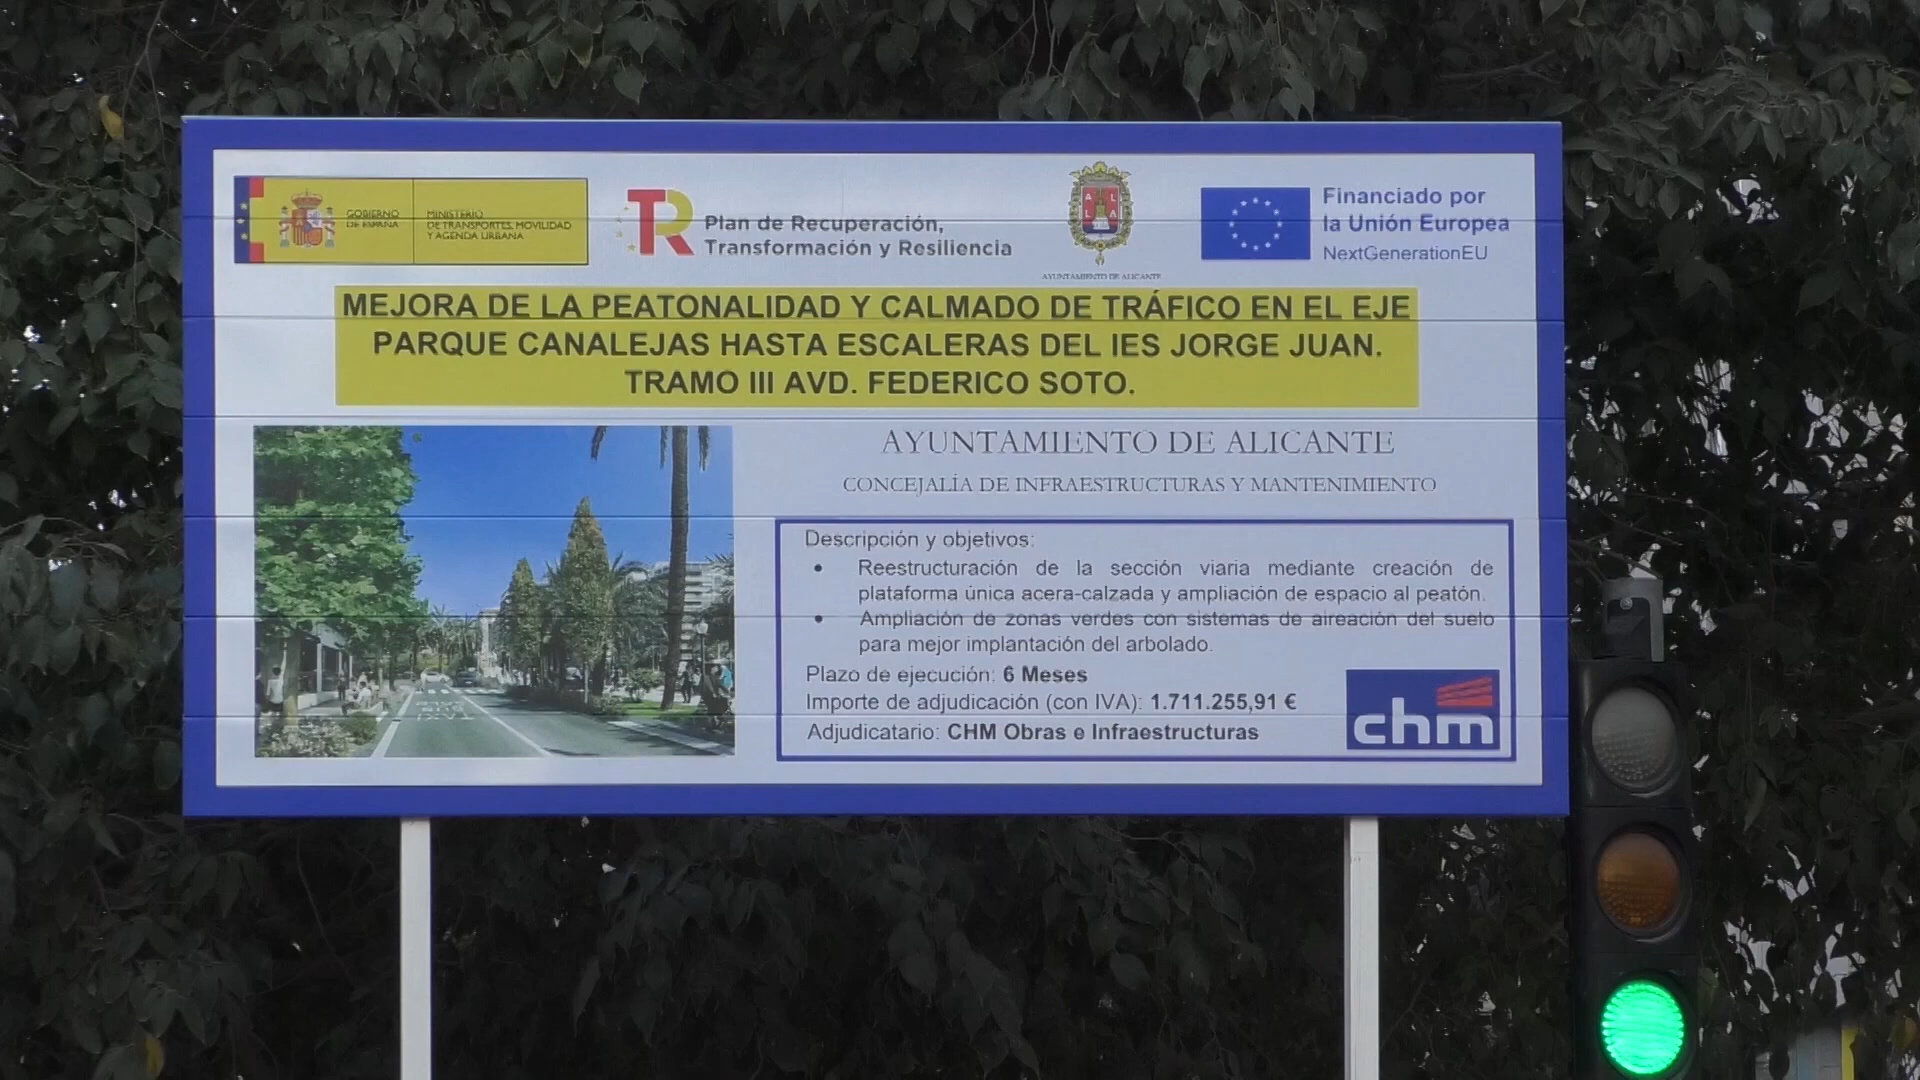 GOBIERNO
DE ESPAÑA
MINISTERIO
DE TRANSPORTES, MOVILIDAD
Y AGENDA URBANA
TR
Plan de Recuperación,
Transformación y Resiliencia
AYUNTAMIENTO DE ALICANTE
Financiado por
la Unión Europea
NextGenerationEU
MEJORA DE LA PEATONALIDAD Y CALMADO DE TRÁFICO EN EL EJE
PARQUE CANALEJAS HASTA ESCALERAS DEL IES JORGE JUAN.
TRAMO III AVD. FEDERICO SOTO.
AYUNTAMIENTO DE ALICANTE
CONCEJALÍA DE INFRAESTRUCTURAS Y MANTENIMIENTO
Descripción y objetivos:
• Reestructuración de la sección viaria mediante creación de
plataforma única acera-calzada y ampliación de espacio al peatón.
• Ampliación de zonas verdes con sistemas de aireación del suelo
para mejor implantación del arbolado.
Plazo de ejecución: 6 Meses
Importe de adjudicación (con IVA): 1.711.255,91 €
Adjudicatario: CHM Obras e Infraestructuras
chm